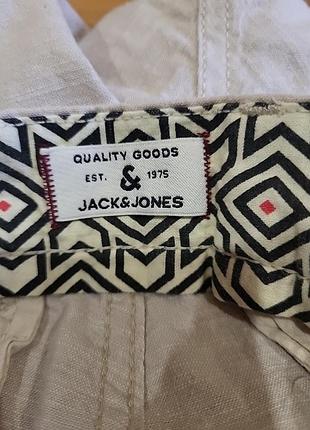 QUALITY GOODS
EST. & 1975
JACK&JONES